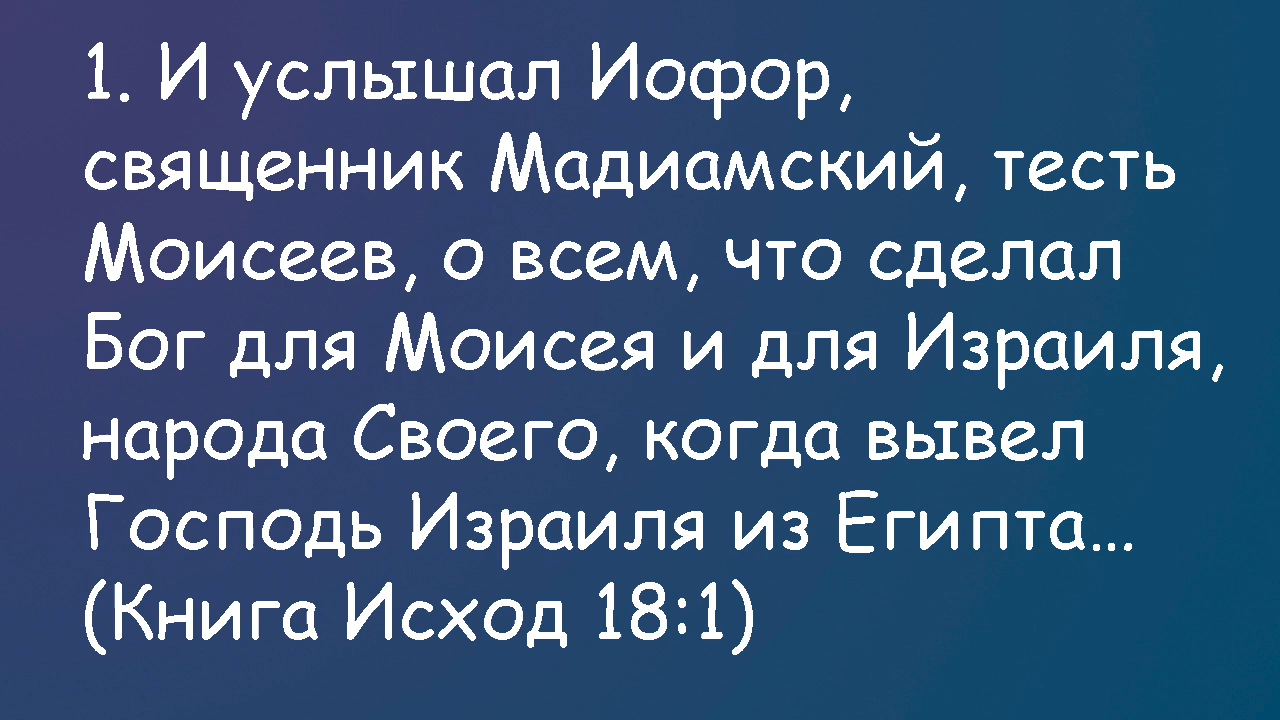 1. И услышал Иофор,
священник Мадиамский, тесть
Моисеев, о всем, что сделал
Бог для Моисея и для Израиля,
народа Своего, когда вывел
Господь Израиля из Египта...
(Книга Исход 18:1)